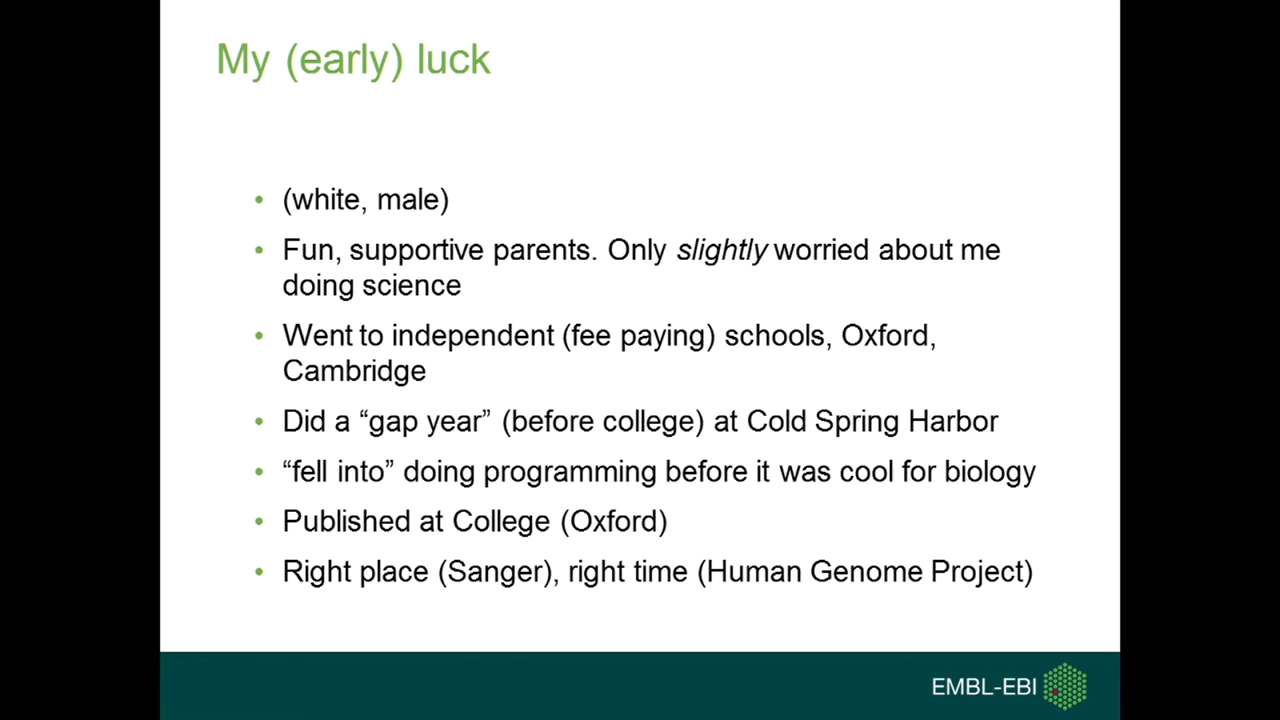 My (early) luck
• (white, male)
• Fun, supportive parents. Only slightly worried about me
doing science
• Went to independent (fee paying) schools, Oxford,
Cambridge
• Did a “gap year” (before college) at Cold Spring Harbor
• “fell into” doing programming before it was cool for biology
• Published at College (Oxford)
• Right place (Sanger), right time (Human Genome Project)
EMBL-EBI